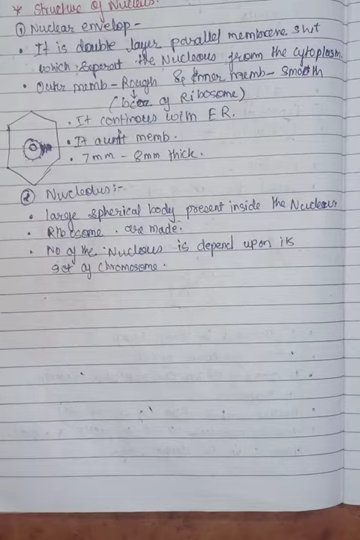 * Structure of Nucleus:
① Nuclear envelop -
• It is double layer parallel membrene
which seperat the Nucleous from the cytoplasm
• Outer memb - Rough & Inner memb - Smooth
(bcoz of Ribosome)
• It continous with ER.
• It memb.
• 7mm - 8mm thick.
② Nucleolus:-
• large spherical body present inside the Nucleus
• Ribosome are made.
• No of the Nucleous is depend upon its
set of chromosome.